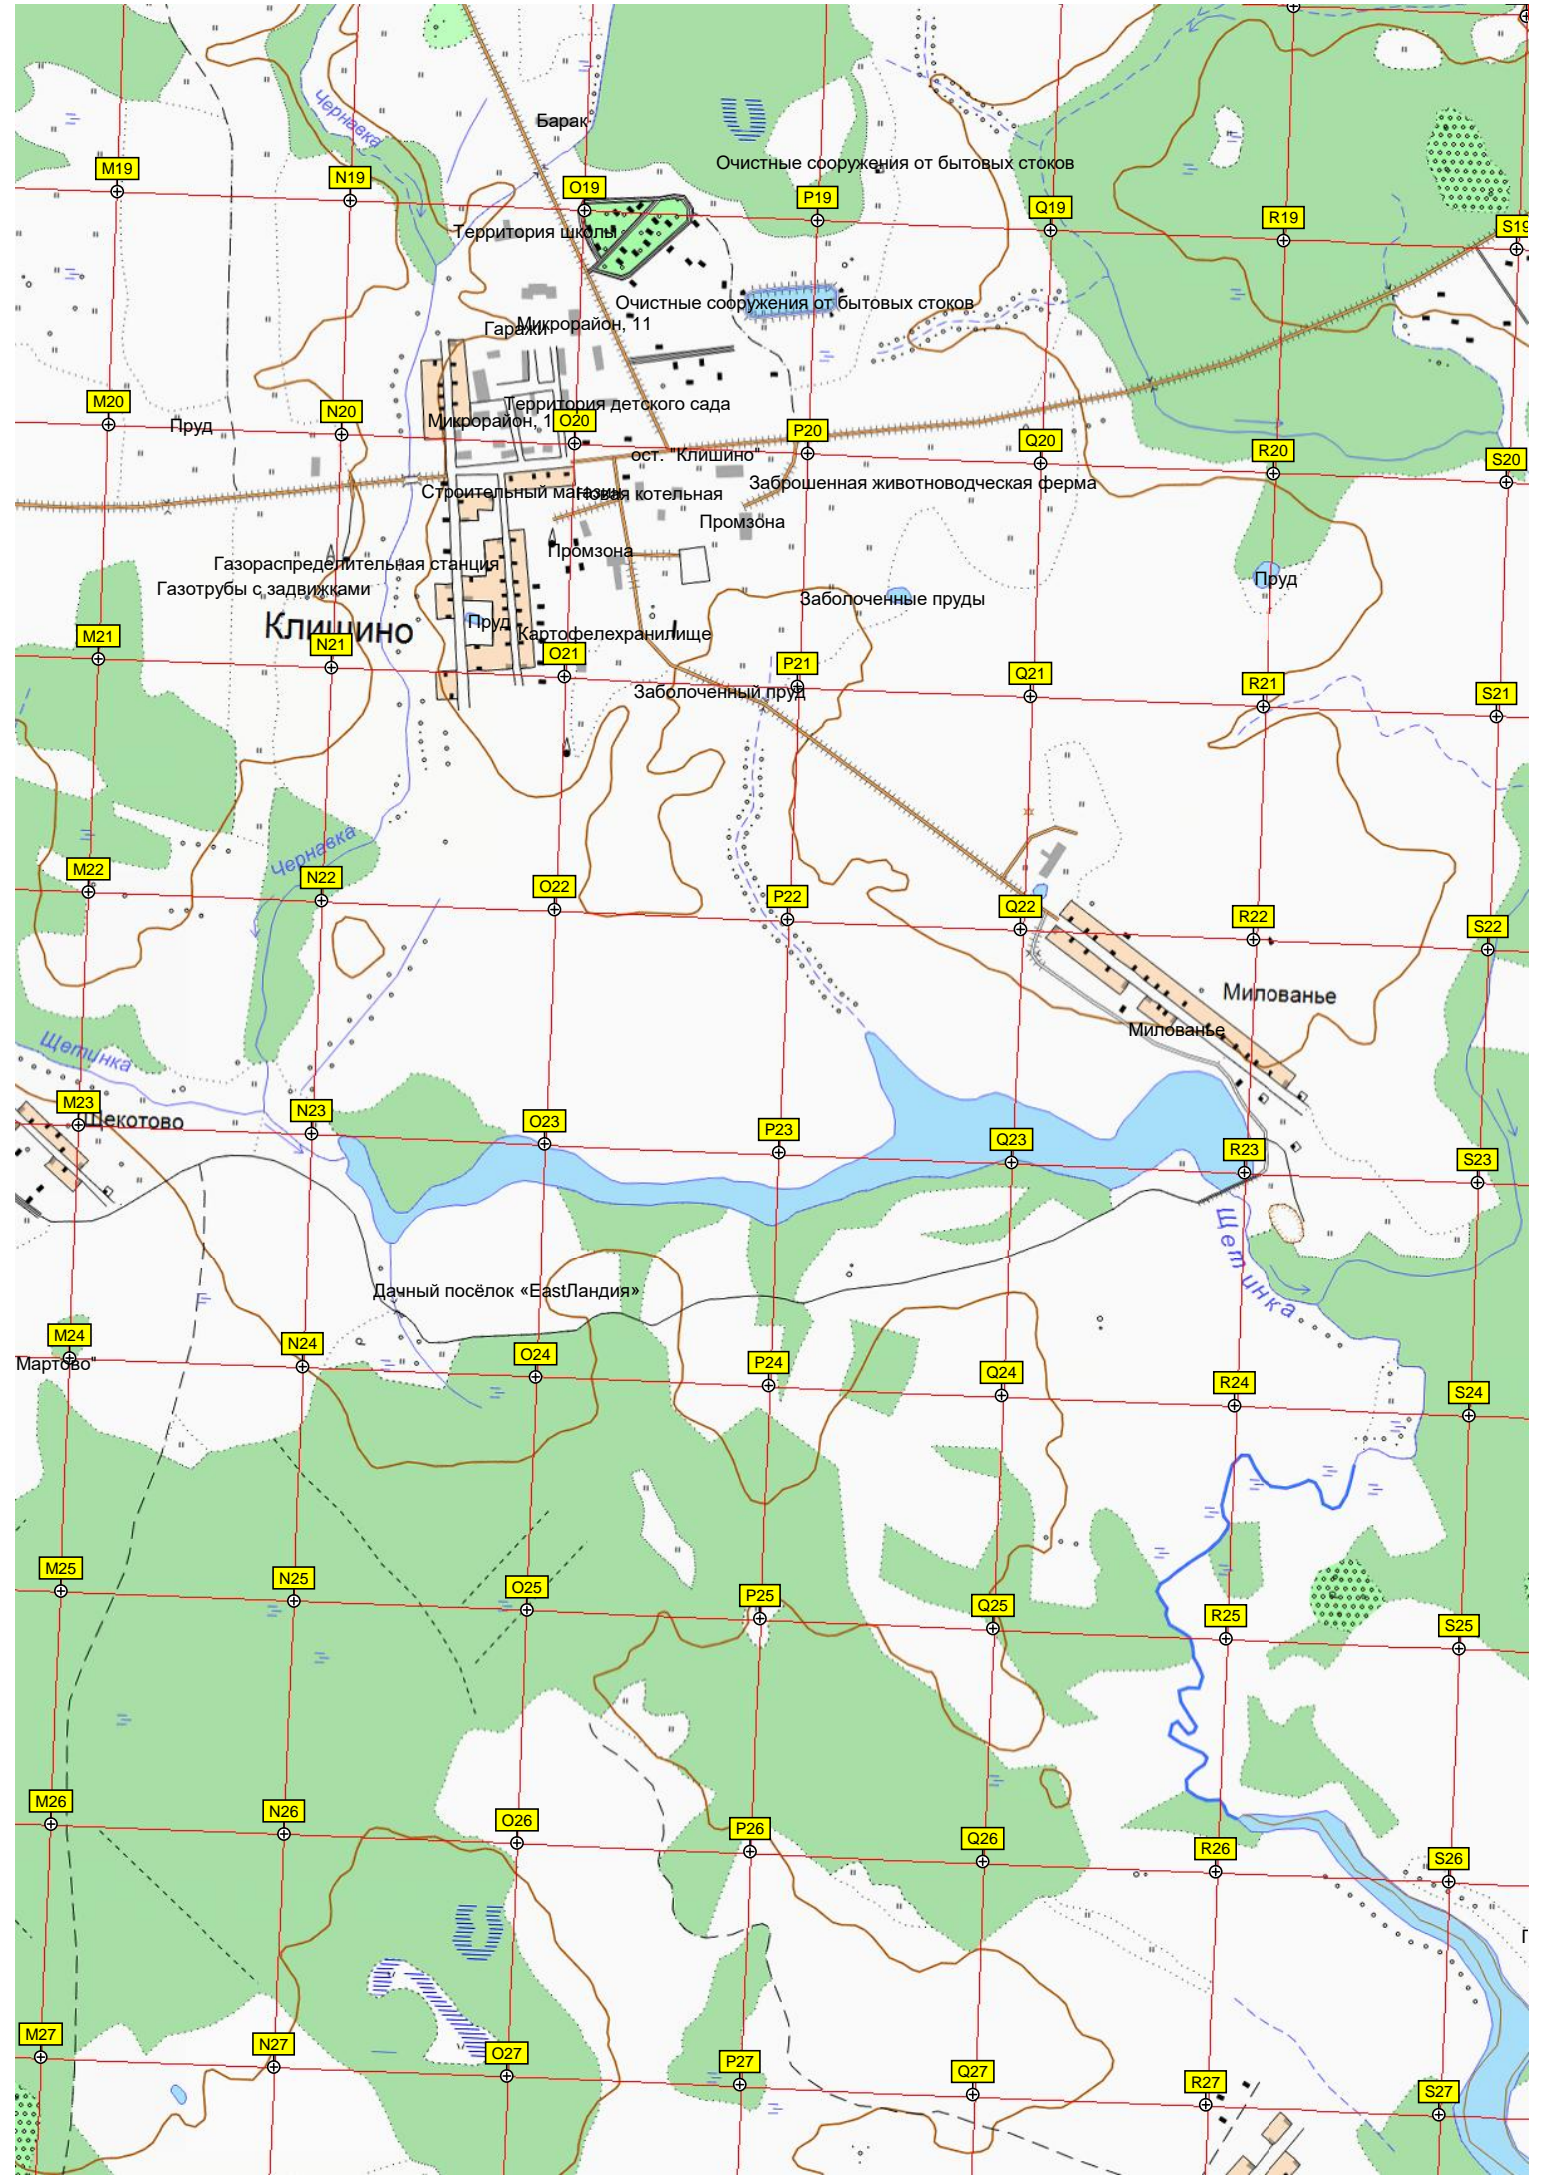 Чернавка
Барак
Очистные сооружения от бытовых стоков
M19
N19
O19
P19
Q19
R19
S19
Территория школы
Очистные сооружения от бытовых стоков
Микрорайон, 11
Гаражи
Территория детского сада
M20
N20
Микрорайон, 1
O20
P20
Q20
R20
S20
Пруд
ост. "Клишино"
Заброшенная животноводческая ферма
Строительный магазин
Новая котельная
Промзона
Промзона
Газораспределительная станция
Газотрубы с задвижками
Пруд
Заболоченные пруды
Клишино
Пруд
Картофелехранилище
M21
N21
O21
P21
Q21
R21
S21
Заболоченный пруд
Чернавка
M22
N22
O22
P22
Q22
R22
S22
Милованье
Милованье
Щетинка
M23
N23
O23
P23
Q23
R23
S23
Щекотово
Щетинка
Дачный посёлок «EastЛандия»
M24
N24
O24
P24
Q24
R24
S24
Мартово"
M25
N25
O25
P25
Q25
R25
S25
M26
N26
O26
P26
Q26
R26
S26
M27
N27
O27
P27
Q27
R27
S27